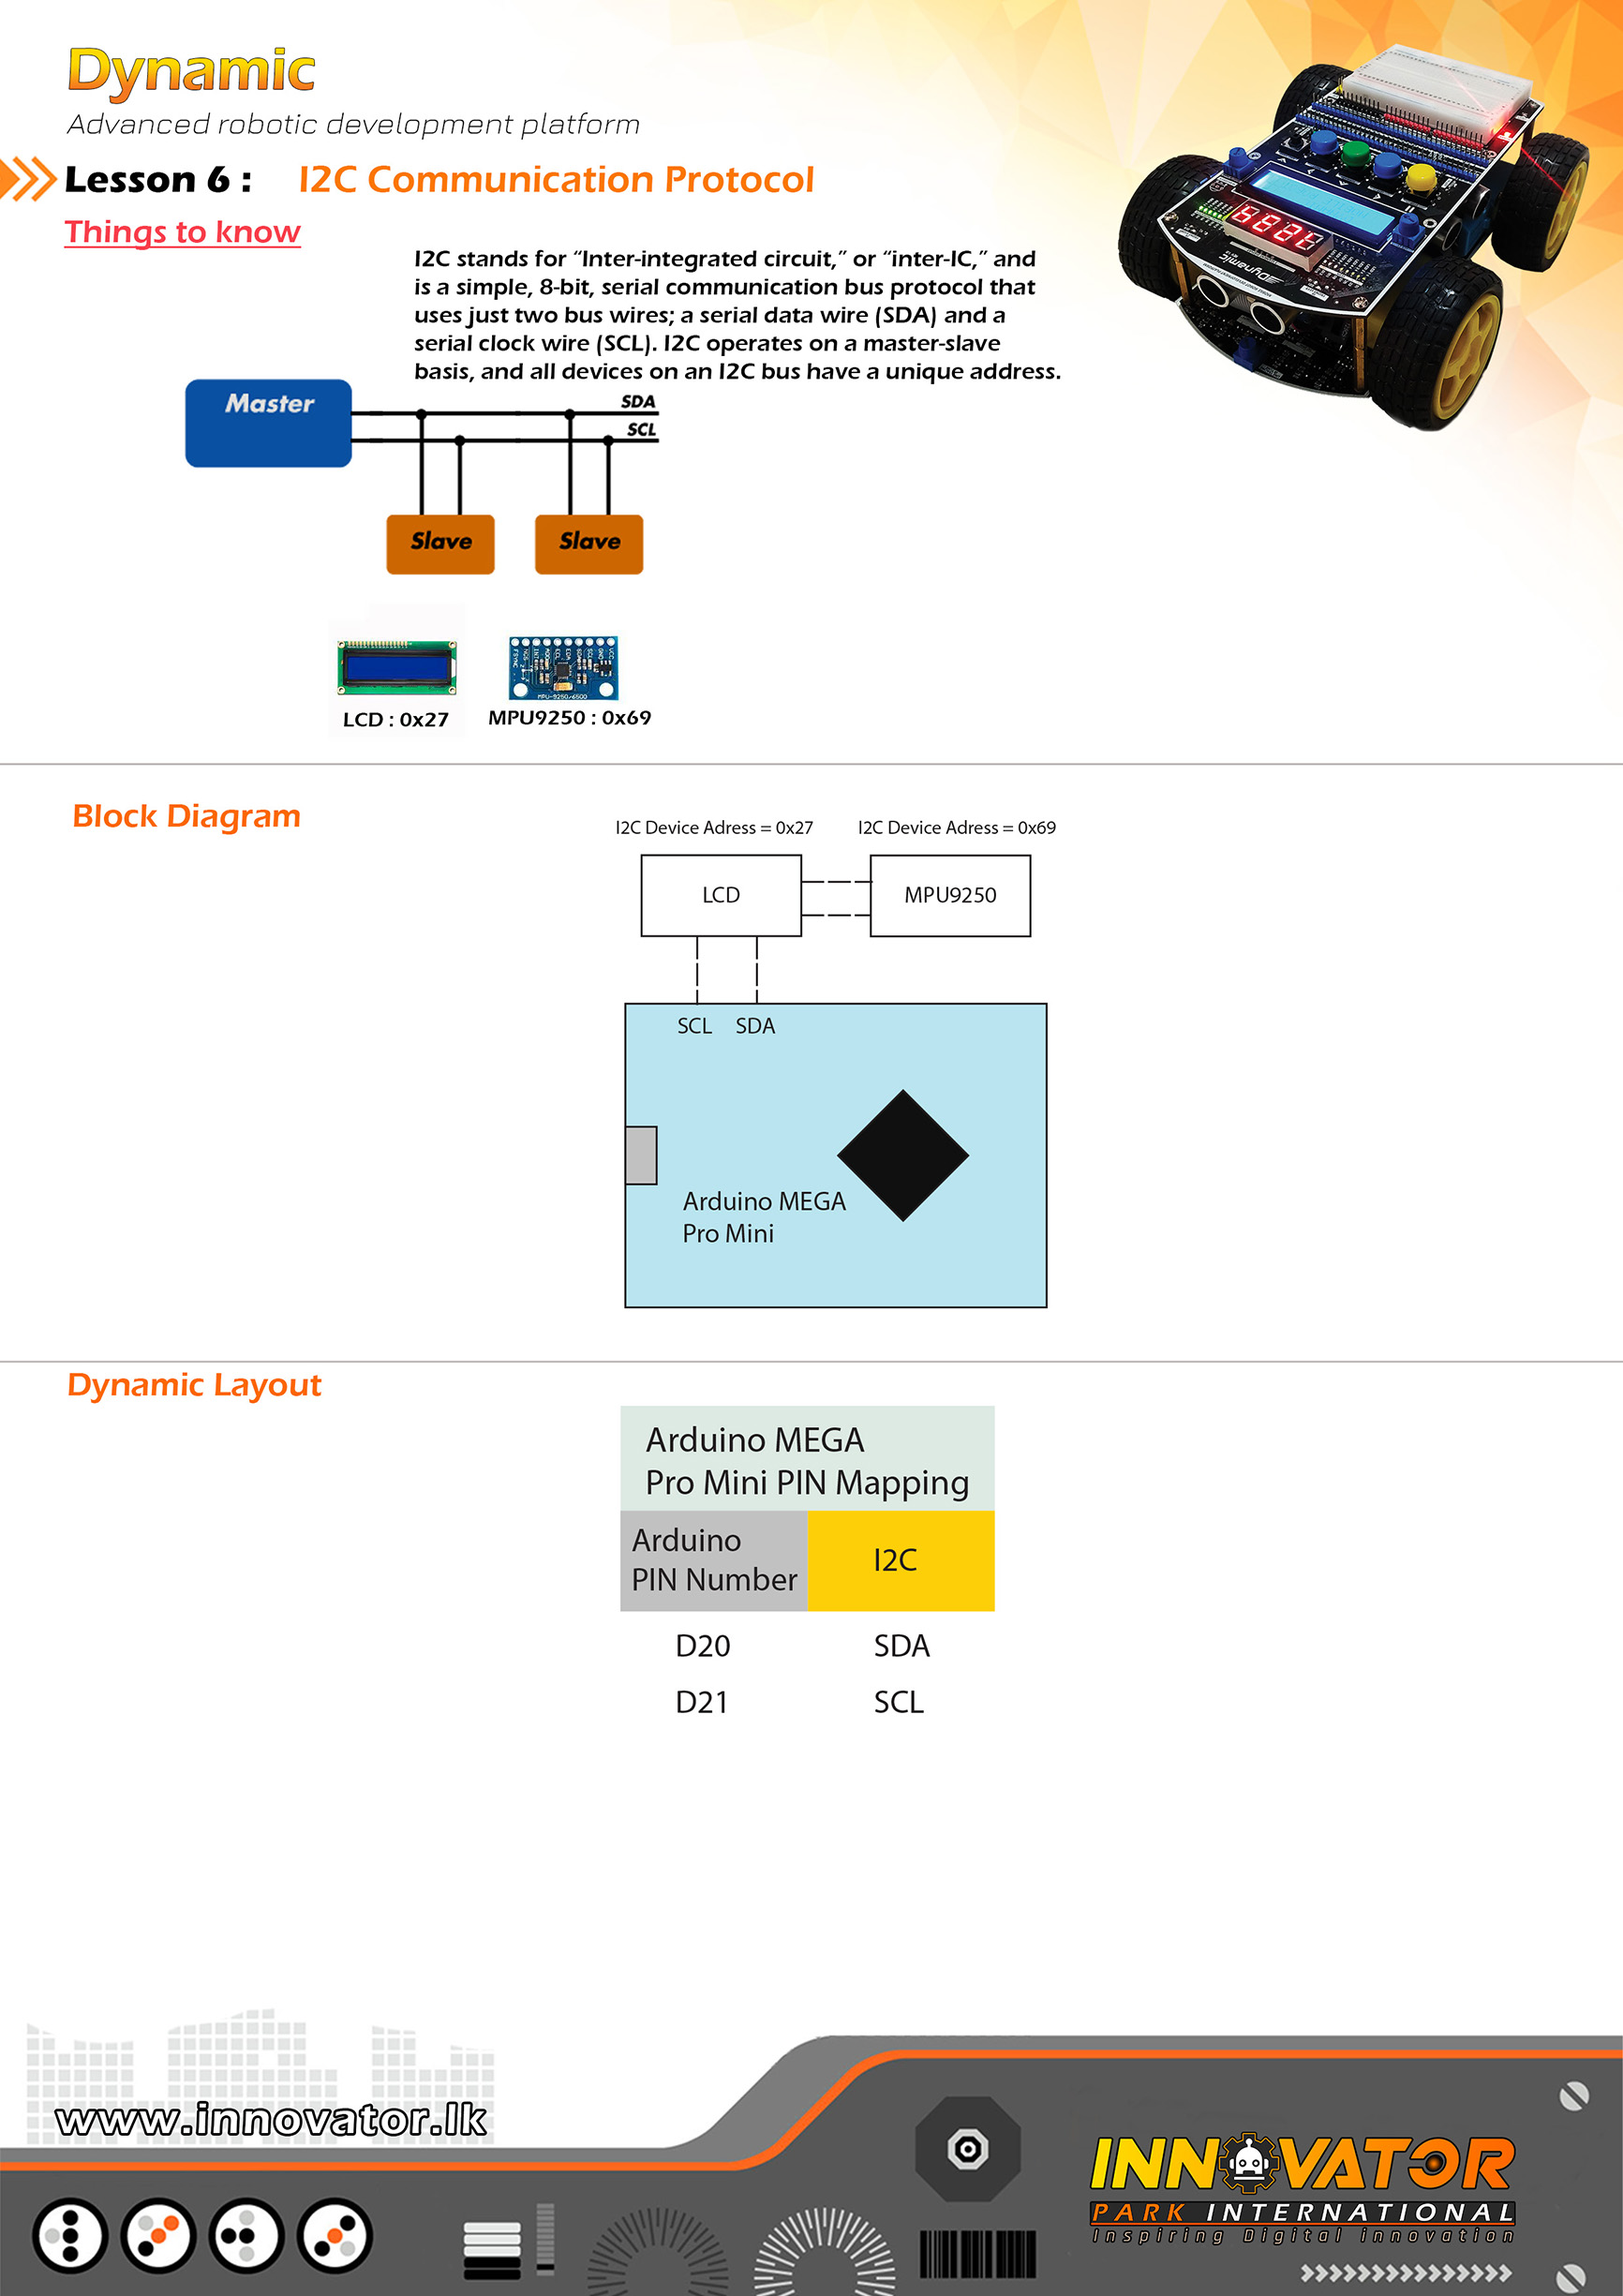 Dynamic
Advanced robotic development platform
Lesson 6 : I2C Communication Protocol
Things to know
I2C stands for “Inter-integrated circuit,” or “inter-IC,” and
is a simple, 8-bit, serial communication bus protocol that
uses just two bus wires; a serial data wire (SDA) and a
serial clock wire (SCL). I2C operates on a master-slave
basis, and all devices on an I2C bus have a unique address.
Master
SDA
SCL
Slave Slave
MPU-9250/6500
LCD : 0x27 MPU9250 : 0x69
Block Diagram
I2C Device Adress = 0x27 I2C Device Adress = 0x69
LCD MPU9250
SCL SDA
Arduino MEGA
Pro Mini
Dynamic Layout
Arduino MEGA
Pro Mini PIN Mapping
Arduino
PIN Number
I2C
D20 SDA
D21 SCL
www.innovator.lk
INNOVATOR
PARK INTERNATIONAL
Inspiring Digital innovation